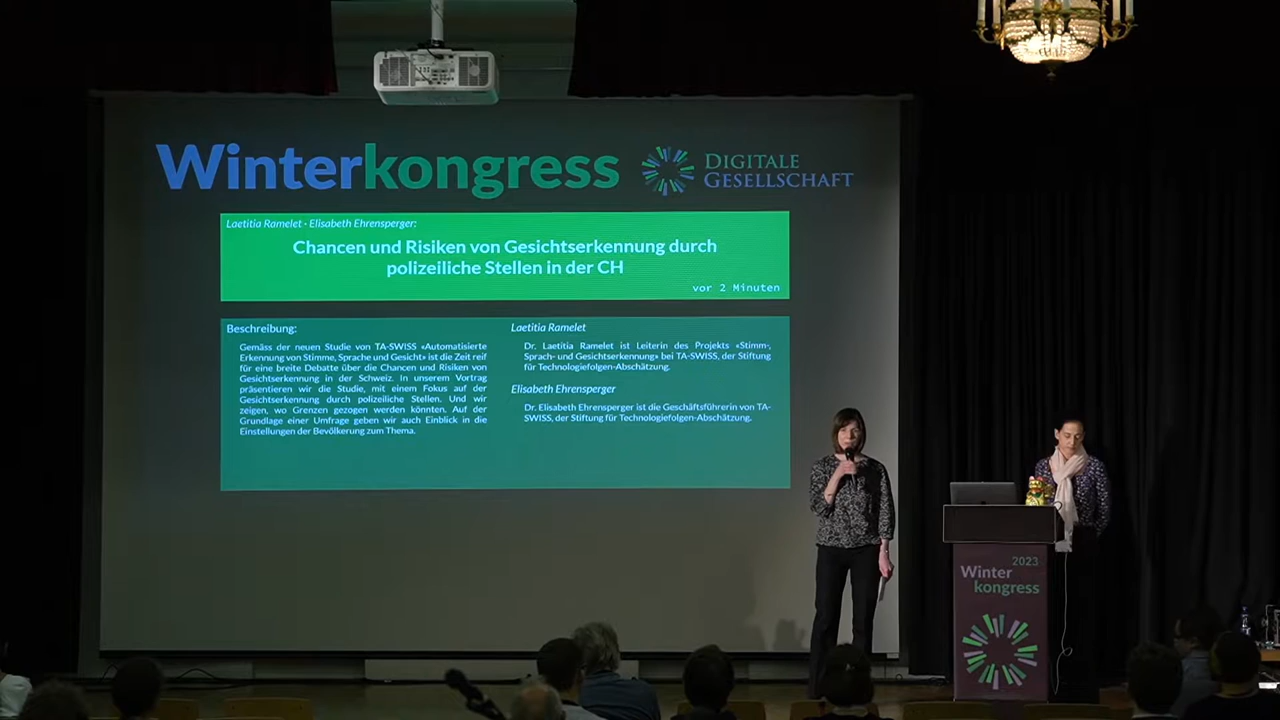 Winterkongress
DIGITALE
GESELLSCHAFT
Laetitia Ramelet · Elisabeth Ehrensperger:
Chancen und Risiken von Gesichtserkennung durch
polizeiliche Stellen in der CH
vor 2 Minuten
Beschreibung:
Gemäss der neuen Studie von TA-SWISS «Automatisierte
Erkennung von Stimme, Sprache und Gesicht» ist die Zeit reif
für eine breite Debatte über die Chancen und Risiken von
Gesichtserkennung in der Schweiz. In unserem Vortrag
präsentieren wir die Studie, mit einem Fokus auf der
Gesichtserkennung durch polizeiliche Stellen. Und wir
zeigen, wo Grenzen gezogen werden könnten. Auf der
Grundlage einer Umfrage geben wir auch Einblick in die
Einstellungen der Bevölkerung zum Thema.
Laetitia Ramelet
Dr. Laetitia Ramelet ist Leiterin des Projekts «Stimm-,
Sprach- und Gesichtserkennung» bei TA-SWISS, der Stiftung
für Technologiefolgen-Abschätzung.
Elisabeth Ehrensperger
Dr. Elisabeth Ehrensperger ist die Geschäftsführerin von TA-
SWISS, der Stiftung für Technologiefolgen-Abschätzung.
2023
Winter
kongress